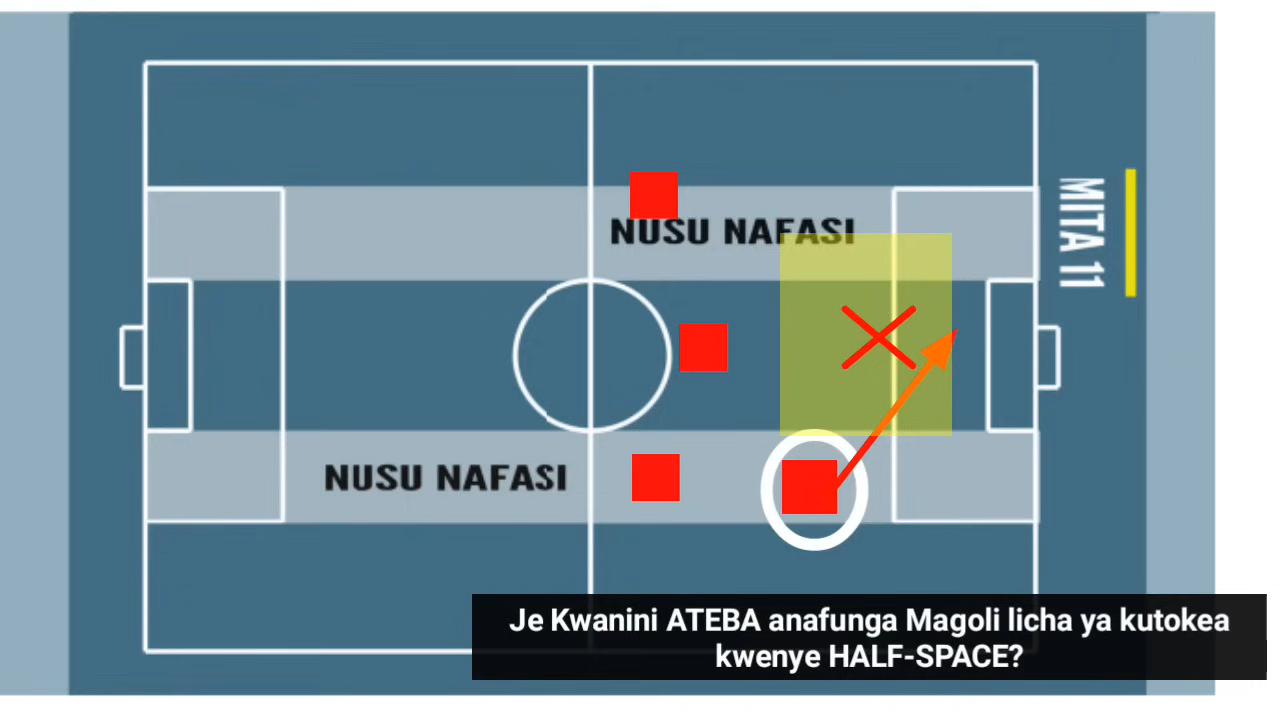 NUSU NAFASI
MITA 11
NUSU NAFASI
Je Kwanini ATEBA anafunga Magoli licha ya kutokea
kwenye HALF-SPACE?